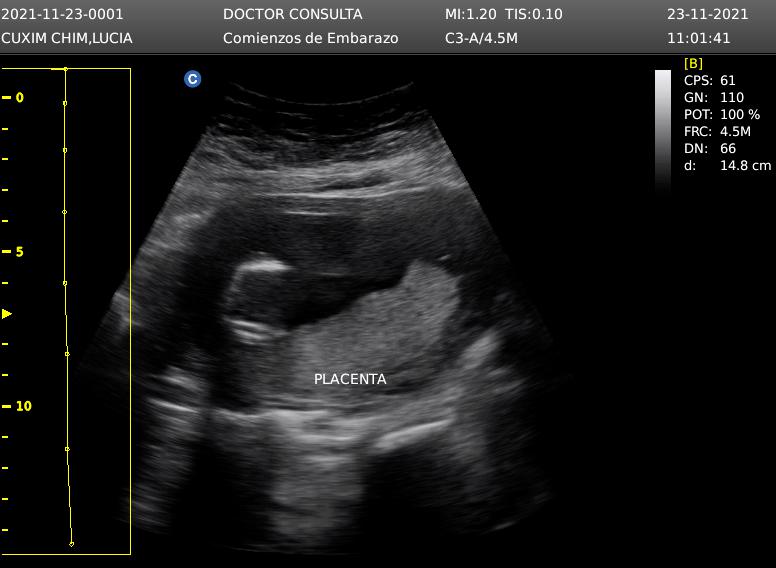 2021-11-23-0001 DOCTOR CONSULTA MI:1.20 TIS:0.10 23-11-2021
CUXIM CHIM,LUCIA Comienzos de Embarazo C3-A/4.5M 11:01:41
C
[B]
CPS: 61
GN: 110
POT: 100 %
FRC: 4.5M
DN: 66
d: 14.8 cm
0
5
10
PLACENTA